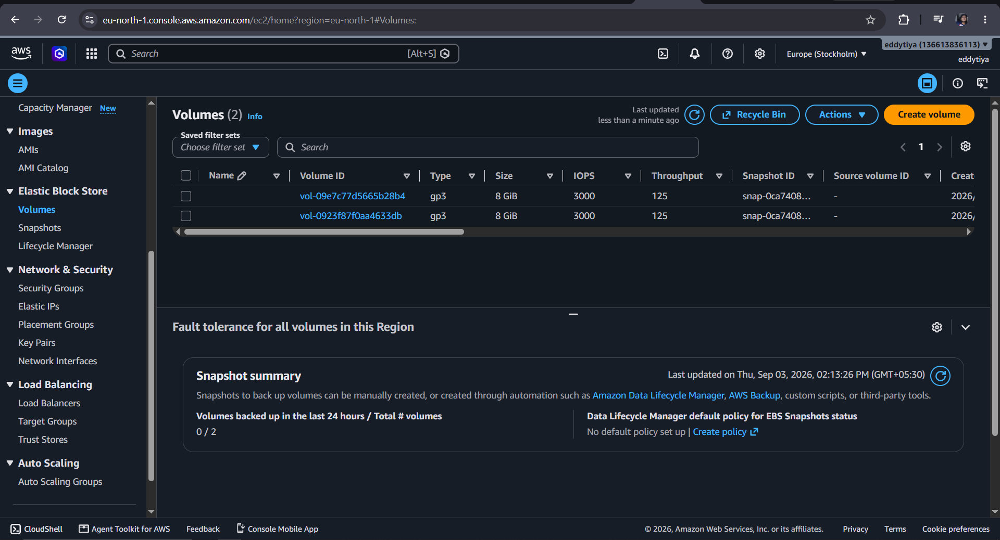 eu-north-1.console.aws.amazon.com/ec2/home?region=eu-north-1#Volumes:
aws
Search [Alt+S]
Europe (Stockholm)
eddytiya (136613836113)
eddytiya
Capacity Manager New
Images
AMIs
AMI Catalog
Elastic Block Store
Volumes
Snapshots
Lifecycle Manager
Network & Security
Security Groups
Elastic IPs
Placement Groups
Key Pairs
Network Interfaces
Load Balancing
Load Balancers
Target Groups
Trust Stores
Auto Scaling
Auto Scaling Groups
Volumes (2) Info
Last updated
less than a minute ago
Recycle Bin
Actions
Create volume
Saved filter sets
Choose filter set
Search
1
Name Volume ID Type Size IOPS Throughput Snapshot ID Source volume ID Creat
vol-09e7c77d5665b28b4 gp3 8 GiB 3000 125 snap-0ca7408... - 2026/
vol-0923f87f0aa4633db gp3 8 GiB 3000 125 snap-0ca7408... - 2026/
Fault tolerance for all volumes in this Region
Snapshot summary
Last updated on Thu, Sep 03, 2026, 02:13:26 PM (GMT+05:30)
Snapshots to back up volumes can be manually created, or created through automation such as Amazon Data Lifecycle Manager, AWS Backup, custom scripts, or third-party tools.
Volumes backed up in the last 24 hours / Total # volumes
0 / 2
Data Lifecycle Manager default policy for EBS Snapshots status
No default policy set up | Create policy
CloudShell Agent Toolkit for AWS Feedback Console Mobile App
© 2026, Amazon Web Services, Inc. or its affiliates. Privacy Terms Cookie preferences